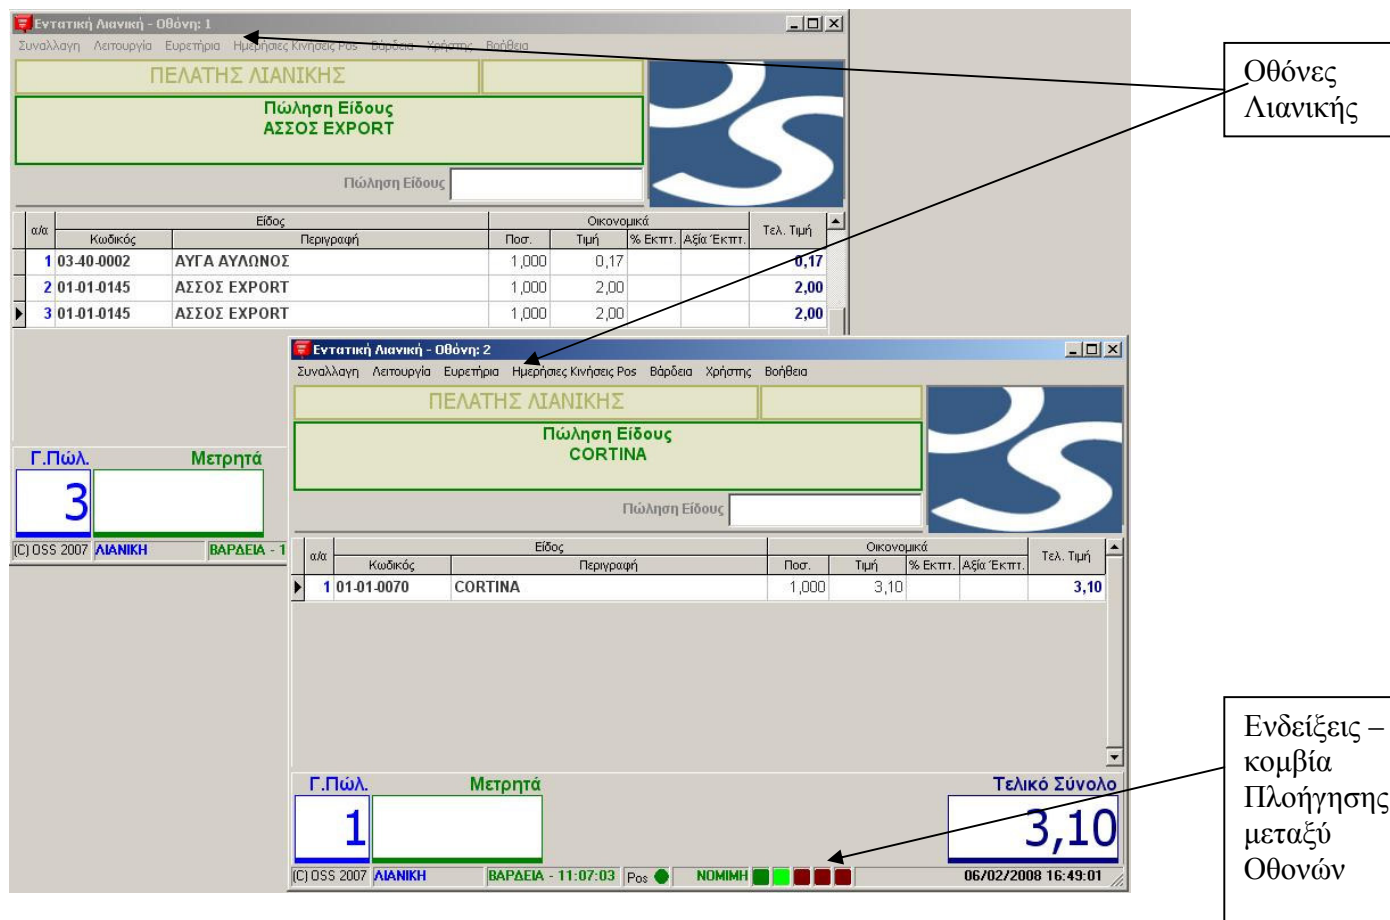 Εντατική Λιανική - Οθόνη: 1
Συναλλαγη Λειτουργία Ευρετήρια Ημερήσιες Κινήσεις Pos Βάρδεια Χρήστης Βοήθεια
ΠΕΛΑΤΗΣ ΛΙΑΝΙΚΗΣ
Πώληση Είδους
ΑΣΣΟΣ EXPORT
Πώληση Είδους
α/α Είδος Οικονομικά Τελ. Τιμή
Κωδικός Περιγραφή Ποσ. Τιμή % Εκπτ. Αξία Έκπτ.
1 03-40-0002 ΑΥΓΑ ΑΥΛΩΝΟΣ 1,000 0,17 0,17
2 01-01-0145 ΑΣΣΟΣ EXPORT 1,000 2,00 2,00
3 01-01-0145 ΑΣΣΟΣ EXPORT 1,000 2,00 2,00
Γ.Πώλ. Μετρητά
3
(C) OSS 2007 ΛΙΑΝΙΚΗ ΒΑΡΔΕΙΑ - 1
Εντατική Λιανική - Οθόνη: 2
Συναλλαγη Λειτουργία Ευρετήρια Ημερήσιες Κινήσεις Pos Βάρδεια Χρήστης Βοήθεια
ΠΕΛΑΤΗΣ ΛΙΑΝΙΚΗΣ
Πώληση Είδους
CORTINA
Πώληση Είδους
α/α Είδος Οικονομικά Τελ. Τιμή
Κωδικός Περιγραφή Ποσ. Τιμή % Εκπτ. Αξία Έκπτ.
1 01-01-0070 CORTINA 1,000 3,10 3,10
Γ.Πώλ. Μετρητά Τελικό Σύνολο
1 3,10
(C) OSS 2007 ΛΙΑΝΙΚΗ ΒΑΡΔΕΙΑ - 11:07:03 Pos ΝΟΜΙΜΗ 06/02/2008 16:49:01
Οθόνες
Λιανικής
Ενδείξεις –
κομβία
Πλοήγησης
μεταξύ
Οθονών